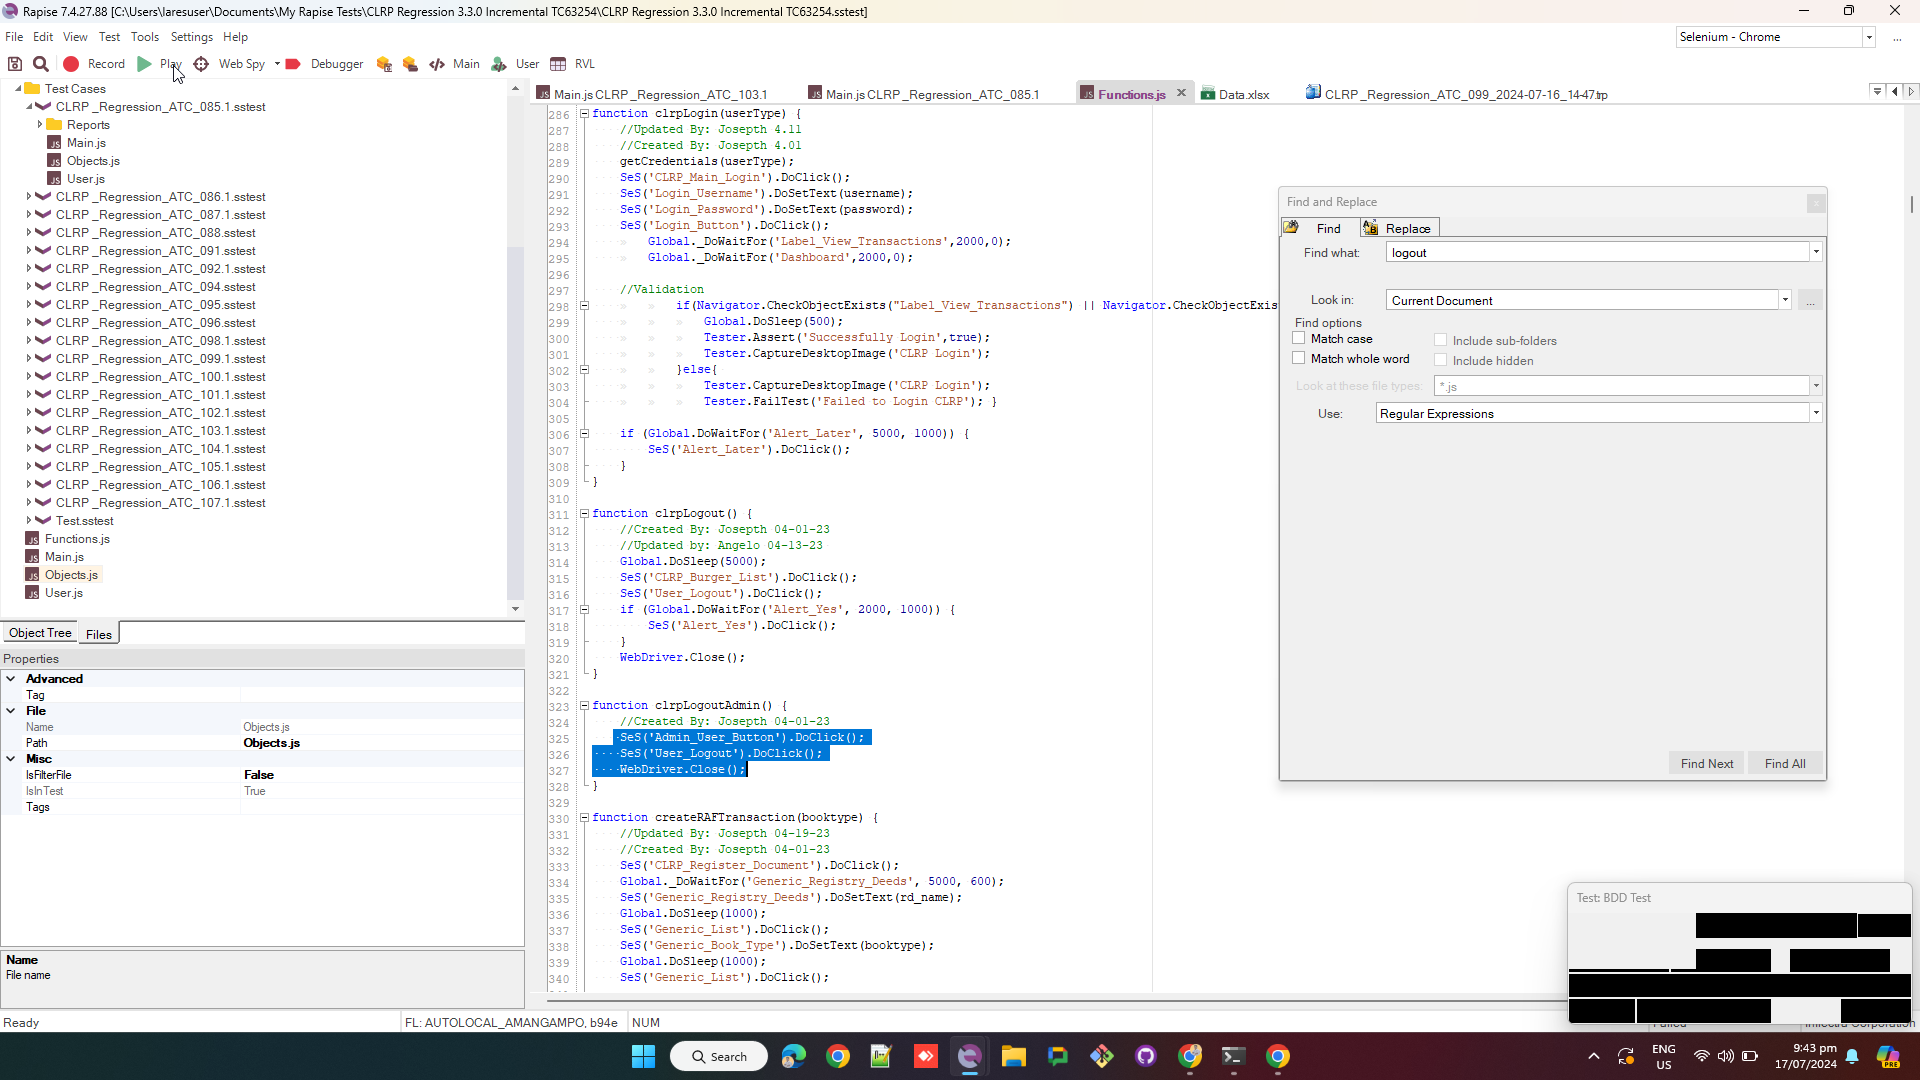 Rapise 7.4.27.88 [C:\Users\laresuser\Documents\My Rapise Tests\CLRP Regression 3.3.0 Incremental TC63254\CLRP Regression 3.3.0 Incremental TC63254.sstest]
File Edit View Test Tools Settings Help
Selenium - Chrome
...
Record Play Web Spy Debugger Main User RVL
Test Cases
CLRP _Regression_ATC_085.1.sstest
Reports
Main.js
Objects.js
User.js
CLRP _Regression_ATC_086.1.sstest
CLRP _Regression_ATC_087.1.sstest
CLRP _Regression_ATC_088.sstest
CLRP _Regression_ATC_091.sstest
CLRP _Regression_ATC_092.1.sstest
CLRP _Regression_ATC_094.sstest
CLRP _Regression_ATC_095.sstest
CLRP _Regression_ATC_096.sstest
CLRP _Regression_ATC_098.1.sstest
CLRP _Regression_ATC_099.1.sstest
CLRP _Regression_ATC_100.1.sstest
CLRP _Regression_ATC_101.1.sstest
CLRP _Regression_ATC_102.1.sstest
CLRP _Regression_ATC_103.1.sstest
CLRP _Regression_ATC_104.1.sstest
CLRP _Regression_ATC_105.1.sstest
CLRP _Regression_ATC_106.1.sstest
CLRP _Regression_ATC_107.1.sstest
Test.sstest
Functions.js
Main.js
Objects.js
User.js
Object Tree Files
Properties
Advanced
Tag
File
Name Objects.js
Path Objects.js
Misc
IsFilterFile False
IsInTest True
Tags
Name
File name
Main.js CLRP _Regression_ATC_103.1 Main.js CLRP _Regression_ATC_085.1 Functions.js Data.xlsx CLRP _Regression_ATC_099_2024-07-16_14-47.trp
286 function clrpLogin(userType) {
287 //Updated By: Josepth 4.11
288 //Created By: Josepth 4.01
289 getCredentials(userType);
290 SeS('CLRP_Main_Login').DoClick();
291 SeS('Login_Username').DoSetText(username);
292 SeS('Login_Password').DoSetText(password);
293 SeS('Login_Button').DoClick();
294 Global._DoWaitFor('Label_View_Transactions',2000,0);
295 Global._DoWaitFor('Dashboard',2000,0);
296
297 //Validation
298 if(Navigator.CheckObjectExists("Label_View_Transactions") || Navigator.CheckObjectExis
299 Global.DoSleep(500);
300 Tester.Assert('Successfully Login',true);
301 Tester.CaptureDesktopImage('CLRP Login');
302 }else{
303 Tester.CaptureDesktopImage('CLRP Login');
304 Tester.FailTest('Failed to Login CLRP'); }
305
306 if (Global.DoWaitFor('Alert_Later', 5000, 1000)) {
307 SeS('Alert_Later').DoClick();
308 }
309 }
310
311 function clrpLogout() {
312 //Created By: Josepth 04-01-23
313 //Updated by: Angelo 04-13-23
314 Global.DoSleep(5000);
315 SeS('CLRP_Burger_List').DoClick();
316 SeS('User_Logout').DoClick();
317 if (Global.DoWaitFor('Alert_Yes', 2000, 1000)) {
318 SeS('Alert_Yes').DoClick();
319 }
320 WebDriver.Close();
321 }
322
323 function clrpLogoutAdmin() {
324 //Created By: Josepth 04-01-23
325 SeS('Admin_User_Button').DoClick();
326 SeS('User_Logout').DoClick();
327 WebDriver.Close();
328 }
329
330 function createRAFTransaction(booktype) {
331 //Updated By: Josepth 04-19-23
332 //Created By: Josepth 04-01-23
333 SeS('CLRP_Register_Document').DoClick();
334 Global._DoWaitFor('Generic_Registry_Deeds', 5000, 600);
335 SeS('Generic_Registry_Deeds').DoSetText(rd_name);
336 Global.DoSleep(1000);
337 SeS('Generic_List').DoClick();
338 SeS('Generic_Book_Type').DoSetText(booktype);
339 Global.DoSleep(1000);
340 SeS('Generic_List').DoClick();
Find and Replace
Find Replace
Find what: logout
Look in: Current Document ...
Find options
Match case Include sub-folders
Match whole word Include hidden
Look at these file types: *.js
Use: Regular Expressions
Find Next Find All
Test: BDD Test
Ready FL: AUTOLOCAL_AMANGAMPO, b94e NUM
Search
ENG
US
9:43 pm
17/07/2024
PRE